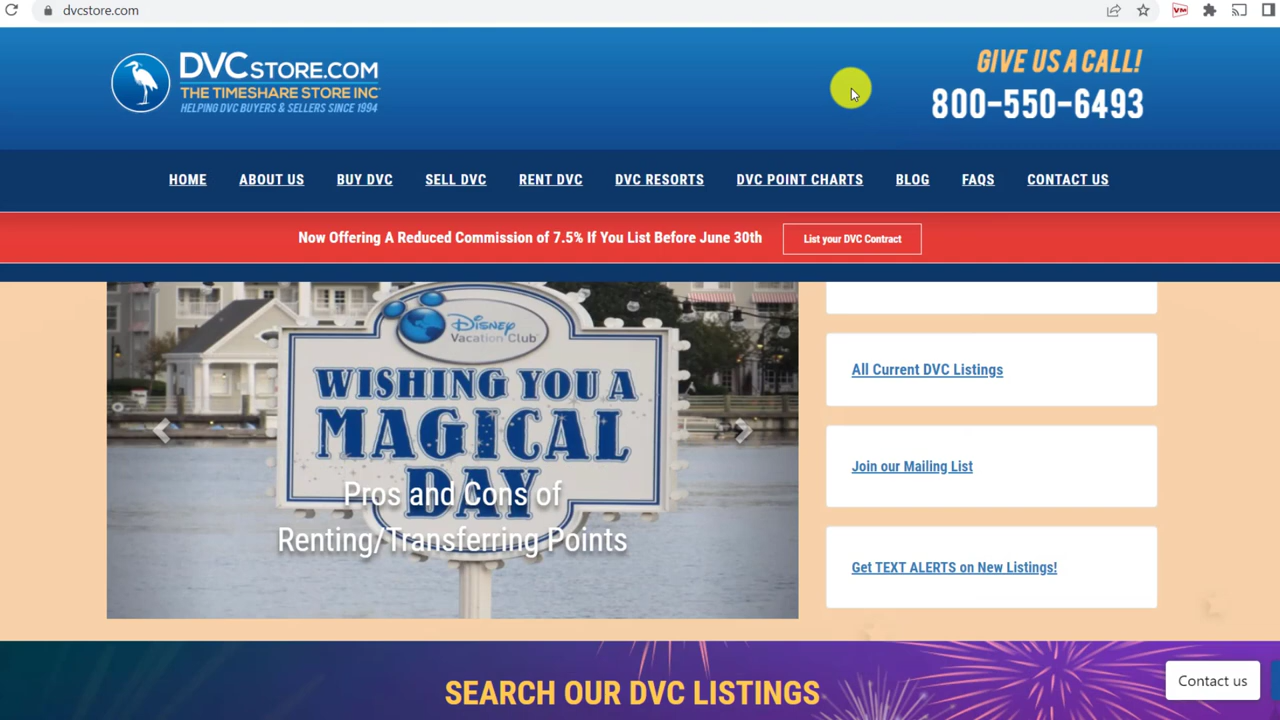 dvcstore.com
VM
DVCSTORE.COM
THE TIMESHARE STORE INC
HELPING DVC BUYERS & SELLERS SINCE 1994
GIVE US A CALL!
800-550-6493
HOME ABOUT US BUY DVC SELL DVC RENT DVC DVC RESORTS DVC POINT CHARTS BLOG FAQS CONTACT US
Now Offering A Reduced Commission of 7.5% If You List Before June 30th List your DVC Contract
Disney
Vacation Club
WISHING YOU A
MAGICAL
DAY
Pros and Cons of
Renting/Transferring Points
All Current DVC Listings
Join our Mailing List
Get TEXT ALERTS on New Listings!
SEARCH OUR DVC LISTINGS
Contact us